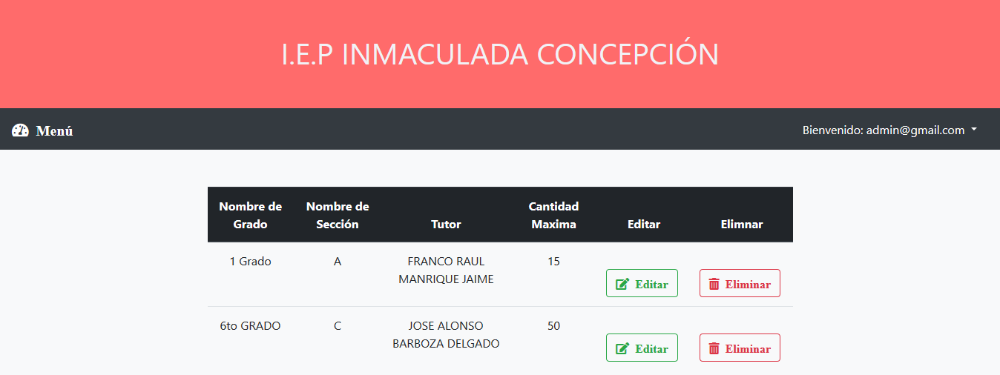 I.E.P INMACULADA CONCEPCIÓN
Menú
Bienvenido: admin@gmail.com
Nombre de Grado Nombre de Sección Tutor Cantidad Maxima Editar Elimnar
1 Grado A FRANCO RAUL MANRIQUE JAIME 15 Editar Eliminar
6to GRADO C JOSE ALONSO BARBOZA DELGADO 50 Editar Eliminar